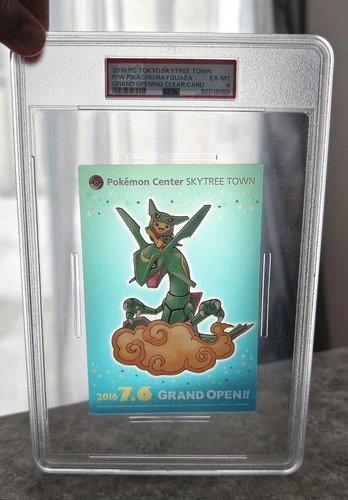 2016 PC TOKYO SKYTREE TOWN
P/W PIKACHU/RAYQUAZA EX-MT
GRAND OPENING CLEAR CARD 6
Pokémon Center SKYTREE TOWN
2016 7.6 GRAND OPEN!!